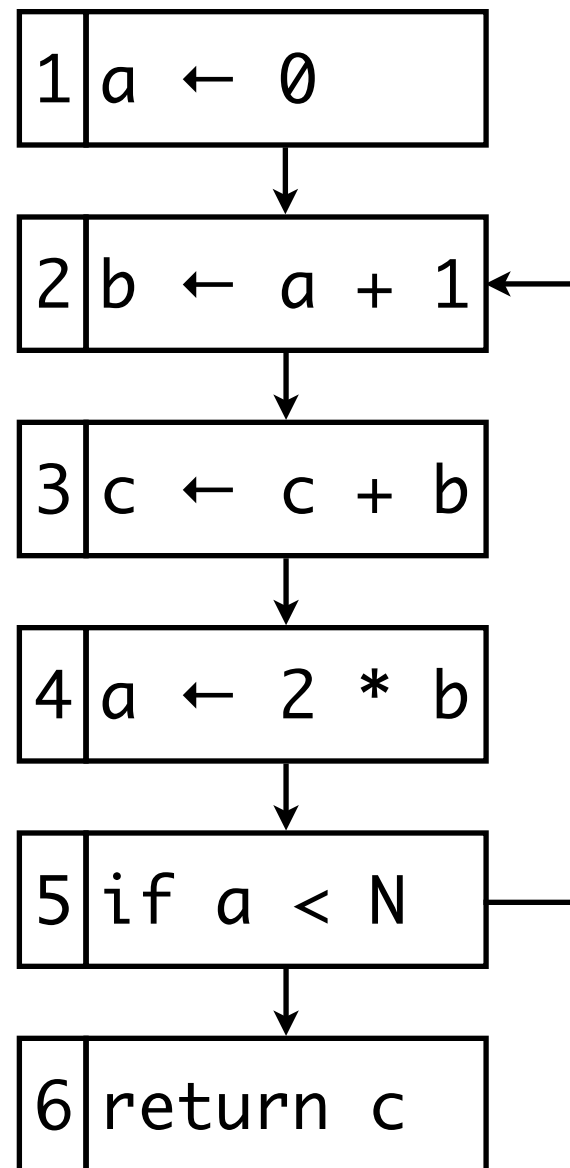 1 a ← 0
2 b ← a + 1
3 c ← c + b
4 a ← 2 * b
5 if a < N
6 return c